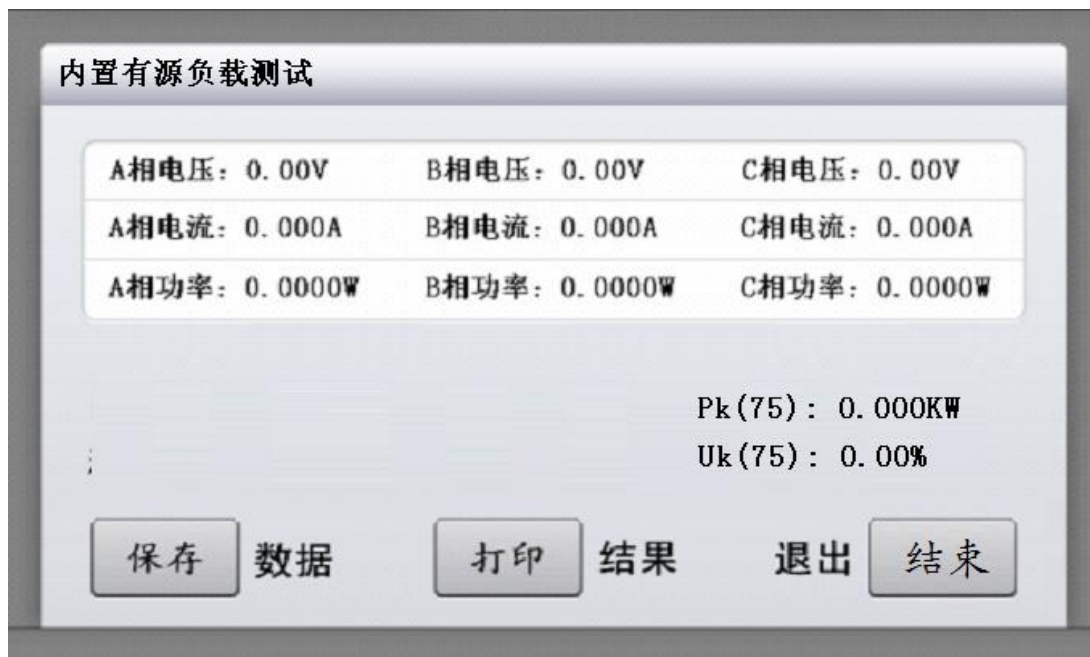 内置有源负载测试
A相电压：0.00V B相电压：0.00V C相电压：0.00V
A相电流：0.000A B相电流：0.000A C相电流：0.000A
A相功率：0.0000W B相功率：0.0000W C相功率：0.0000W
Pk(75)：0.000KW
Uk(75)：0.00%
保存 数据 打印 结果 退出 结束